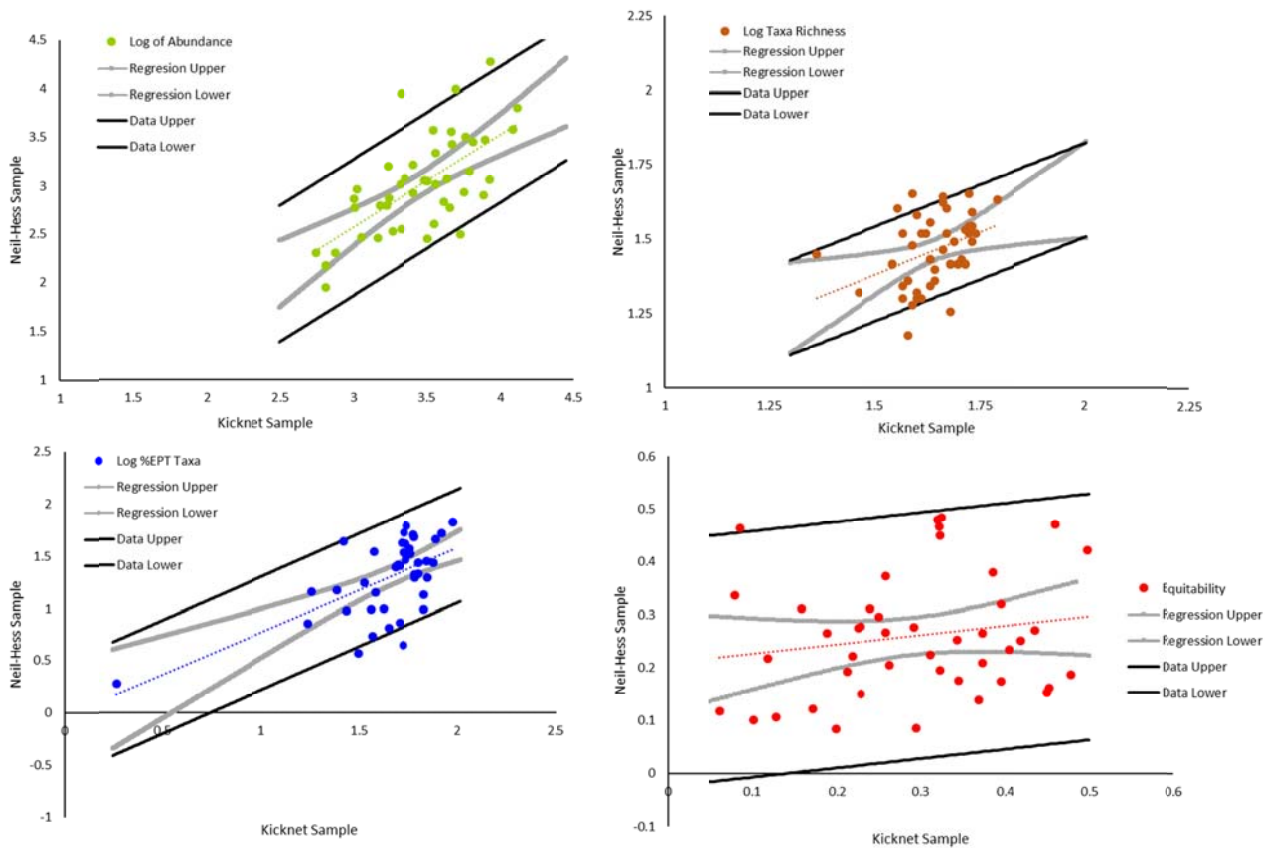 4.5
4
3.5
3
2.5
2
1.5
1
Neil-Hess Sample
Log of Abundance
Regresion Upper
Regression Lower
Data Upper
Data Lower
1 1.5 2 2.5 3 3.5 4 4.5
Kicknet Sample
2.25
2
1.75
1.5
1.25
1
Neil-Hess Sample
Log Taxa Richness
Regression Upper
Regression Lower
Data Upper
Data Lower
1 1.25 1.5 1.75 2 2.25
Kicknet Sample
2.5
2
1.5
1
0.5
0
-0.5
-1
Neil-Hess Sample
Log %EPT Taxa
Regression Upper
Regression Lower
Data Upper
Data Lower
0 0.5 1 1.5 2 2.5
Kicknet Sample
0.6
0.5
0.4
0.3
0.2
0.1
0
-0.1
Neil-Hess Sample
Equitability
Regression Upper
Regression Lower
Data Upper
Data Lower
0 0.1 0.2 0.3 0.4 0.5 0.6
Kicknet Sample